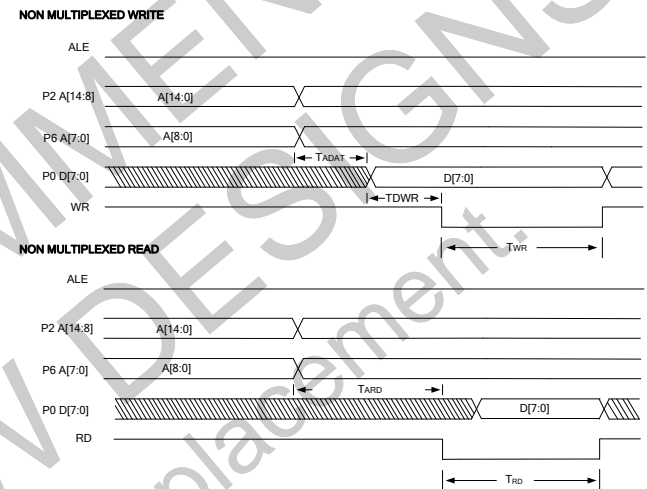 NON MULTIPLEXED WRITE
ALE
P2 A[14:8] A[14:0]
P6 A[7:0] A[8:0]
TADAT
P0 D[7:0] D[7:0]
TDWR
WR
TWR
NON MULTIPLEXED READ
ALE
P2 A[14:8] A[14:0]
P6 A[7:0] A[8:0]
TARD
P0 D[7:0] D[7:0]
RD
TRD